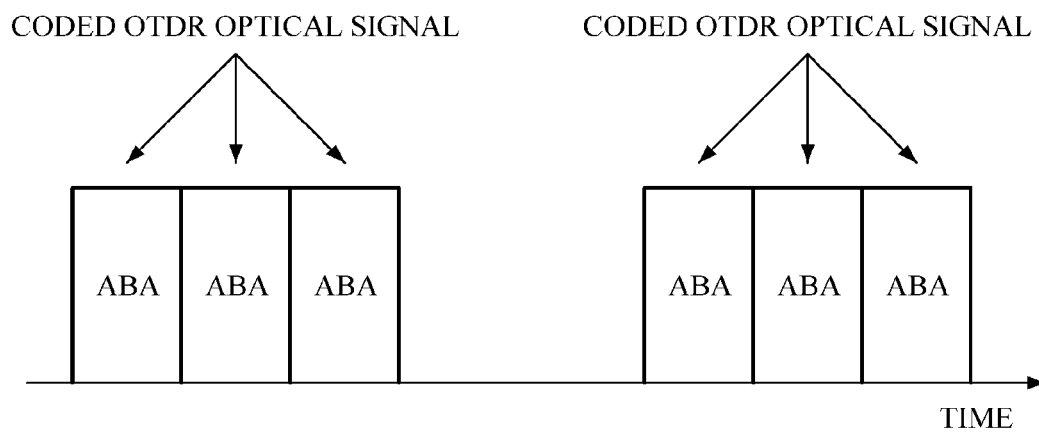 CODED OTDR OPTICAL SIGNAL CODED OTDR OPTICAL SIGNAL
ABA ABA ABA ABA ABA ABA
TIME